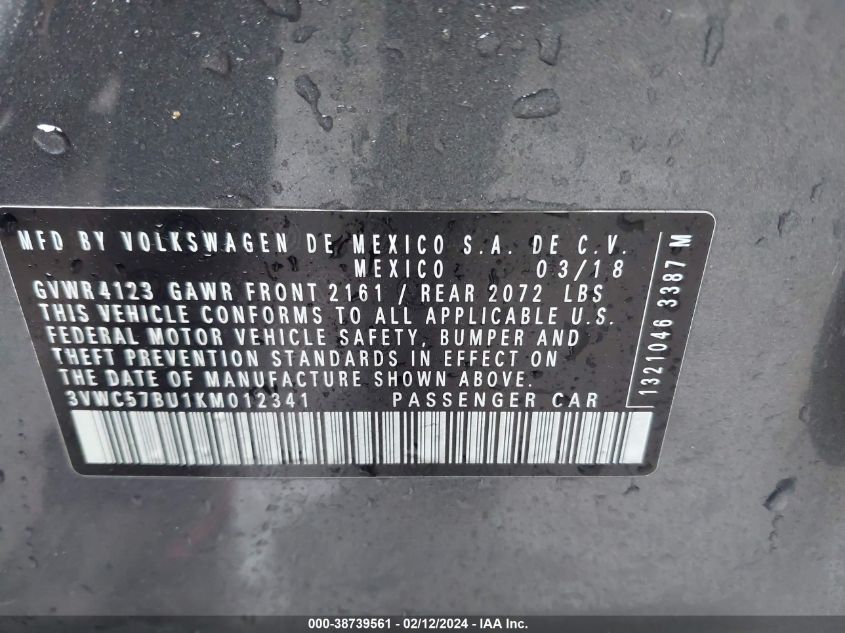 MFD BY VOLKSWAGEN DE MEXICO S.A. DE C.V.
MEXICO 03/18
GVWR 4123 GAWR FRONT 2161 / REAR 2072 LBS
THIS VEHICLE CONFORMS TO ALL APPLICABLE U.S.
FEDERAL MOTOR VEHICLE SAFETY, BUMPER AND
THEFT PREVENTION STANDARDS IN EFFECT ON
THE DATE OF MANUFACTURE SHOWN ABOVE.
3VWC57BU1KM012341 PASSENGER CAR
1321046 3387 M
000-38739561 - 02/12/2024 - IAA Inc.